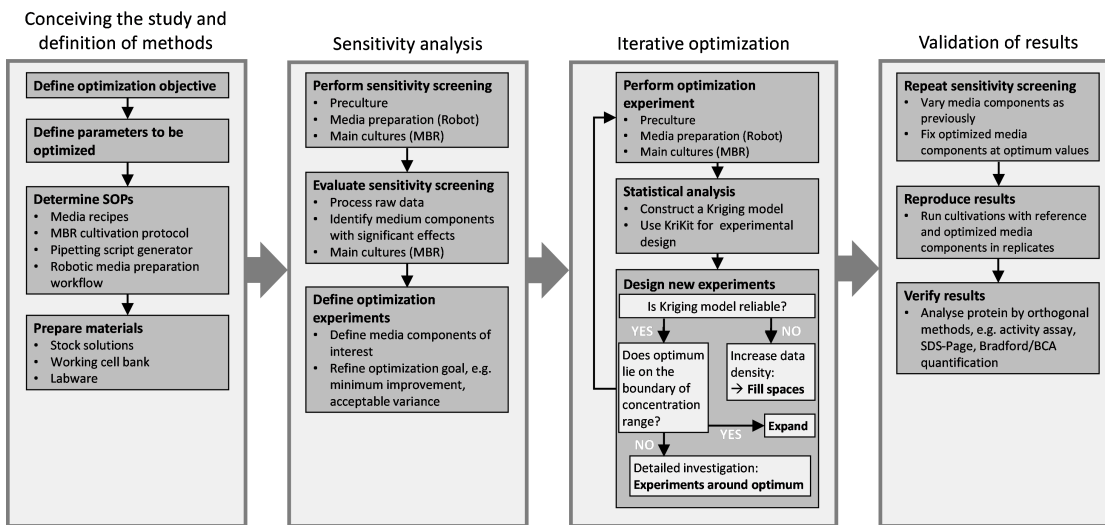 Conceiving the study and
definition of methods
Define optimization objective
Define parameters to be
optimized
Determine SOPs
• Media recipes
• MBR cultivation protocol
• Pipetting script generator
• Robotic media preparation
workflow
Prepare materials
• Stock solutions
• Working cell bank
• Labware
Sensitivity analysis
Perform sensitivity screening
• Preculture
• Media preparation (Robot)
• Main cultures (MBR)
Evaluate sensitivity screening
• Process raw data
• Identify medium components
with significant effects
• Main cultures (MBR)
Define optimization
experiments
• Define media components of
interest
• Refine optimization goal, e.g.
minimum improvement,
acceptable variance
Iterative optimization
Perform optimization
experiment
• Preculture
• Media preparation (Robot)
• Main cultures (MBR)
Statistical analysis
• Construct a Kriging model
• Use KriKit for experimental
design
Design new experiments
Is Kriging model reliable?
YES
NO
Does optimum
lie on the
boundary of
concentration
range?
Increase data
density:
→ Fill spaces
YES
Expand
NO
Detailed investigation:
Experiments around optimum
Validation of results
Repeat sensitivity screening
• Vary media components as
previously
• Fix optimized media
components at optimum values
Reproduce results
• Run cultivations with reference
and optimized media
components in replicates
Verify results
• Analyse protein by orthogonal
methods, e.g. activity assay,
SDS-Page, Bradford/BCA
quantification